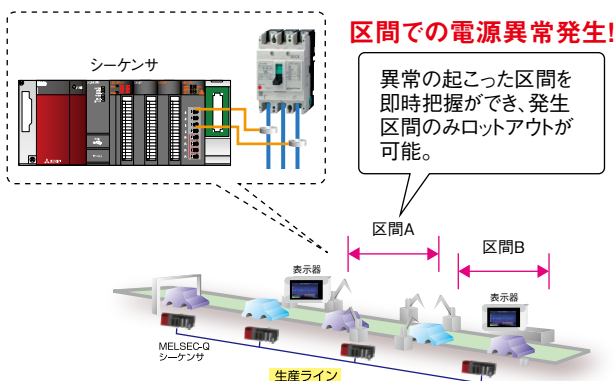 区間での電源異常発生!
シーケンサ
異常の起こった区間を
即時把握ができ、発生
区間のみロットアウトが
可能。
区間A
区間B
表示器
表示器
MELSEC-Q
シーケンサ
生産ライン